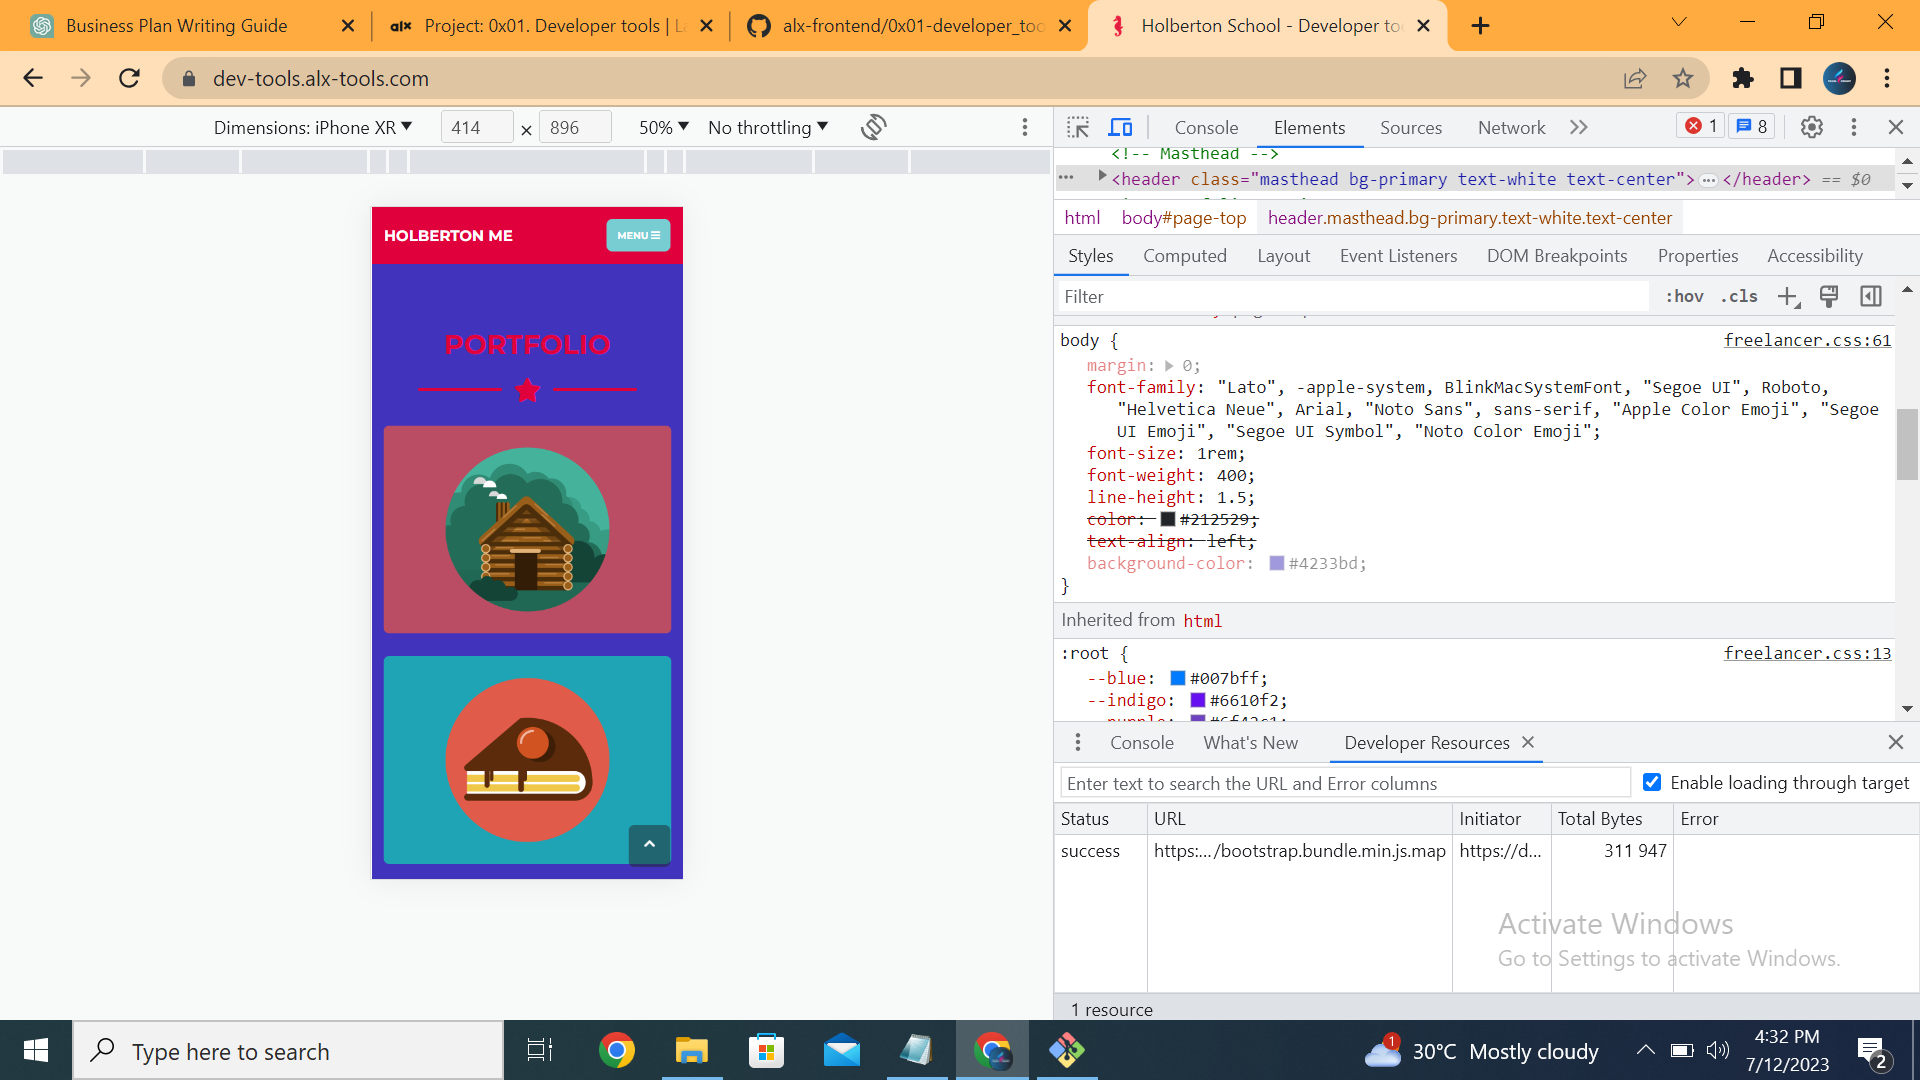 Business Plan Writing Guide
alx Project: 0x01. Developer tools | L
alx-frontend/0x01-developer_too
Holberton School - Developer to
dev-tools.alx-tools.com
Dimensions: iPhone XR 414 × 896 50% No throttling
Console Elements Sources Network 1 8
<!-- Masthead -->
<header class="masthead bg-primary text-white text-center"> … </header> == $0
html body#page-top header.masthead.bg-primary.text-white.text-center
Styles Computed Layout Event Listeners DOM Breakpoints Properties Accessibility
Filter :hov .cls
body { freelancer.css:61
margin: 0;
font-family: "Lato", -apple-system, BlinkMacSystemFont, "Segoe UI", Roboto,
"Helvetica Neue", Arial, "Noto Sans", sans-serif, "Apple Color Emoji", "Segoe
UI Emoji", "Segoe UI Symbol", "Noto Color Emoji";
font-size: 1rem;
font-weight: 400;
line-height: 1.5;
color: #212529;
text-align: left;
background-color: #4233bd;
}
Inherited from html
:root { freelancer.css:13
--blue: #007bff;
--indigo: #6610f2;
--purple: #6f42c1;
HOLBERTON ME MENU
PORTFOLIO
Console What's New Developer Resources
Enter text to search the URL and Error columns Enable loading through target
Status URL Initiator Total Bytes Error
success https:…/bootstrap.bundle.min.js.map https://d… 311 947
Activate Windows
Go to Settings to activate Windows.
1 resource
Type here to search
1 30°C Mostly cloudy
4:32 PM
7/12/2023
2